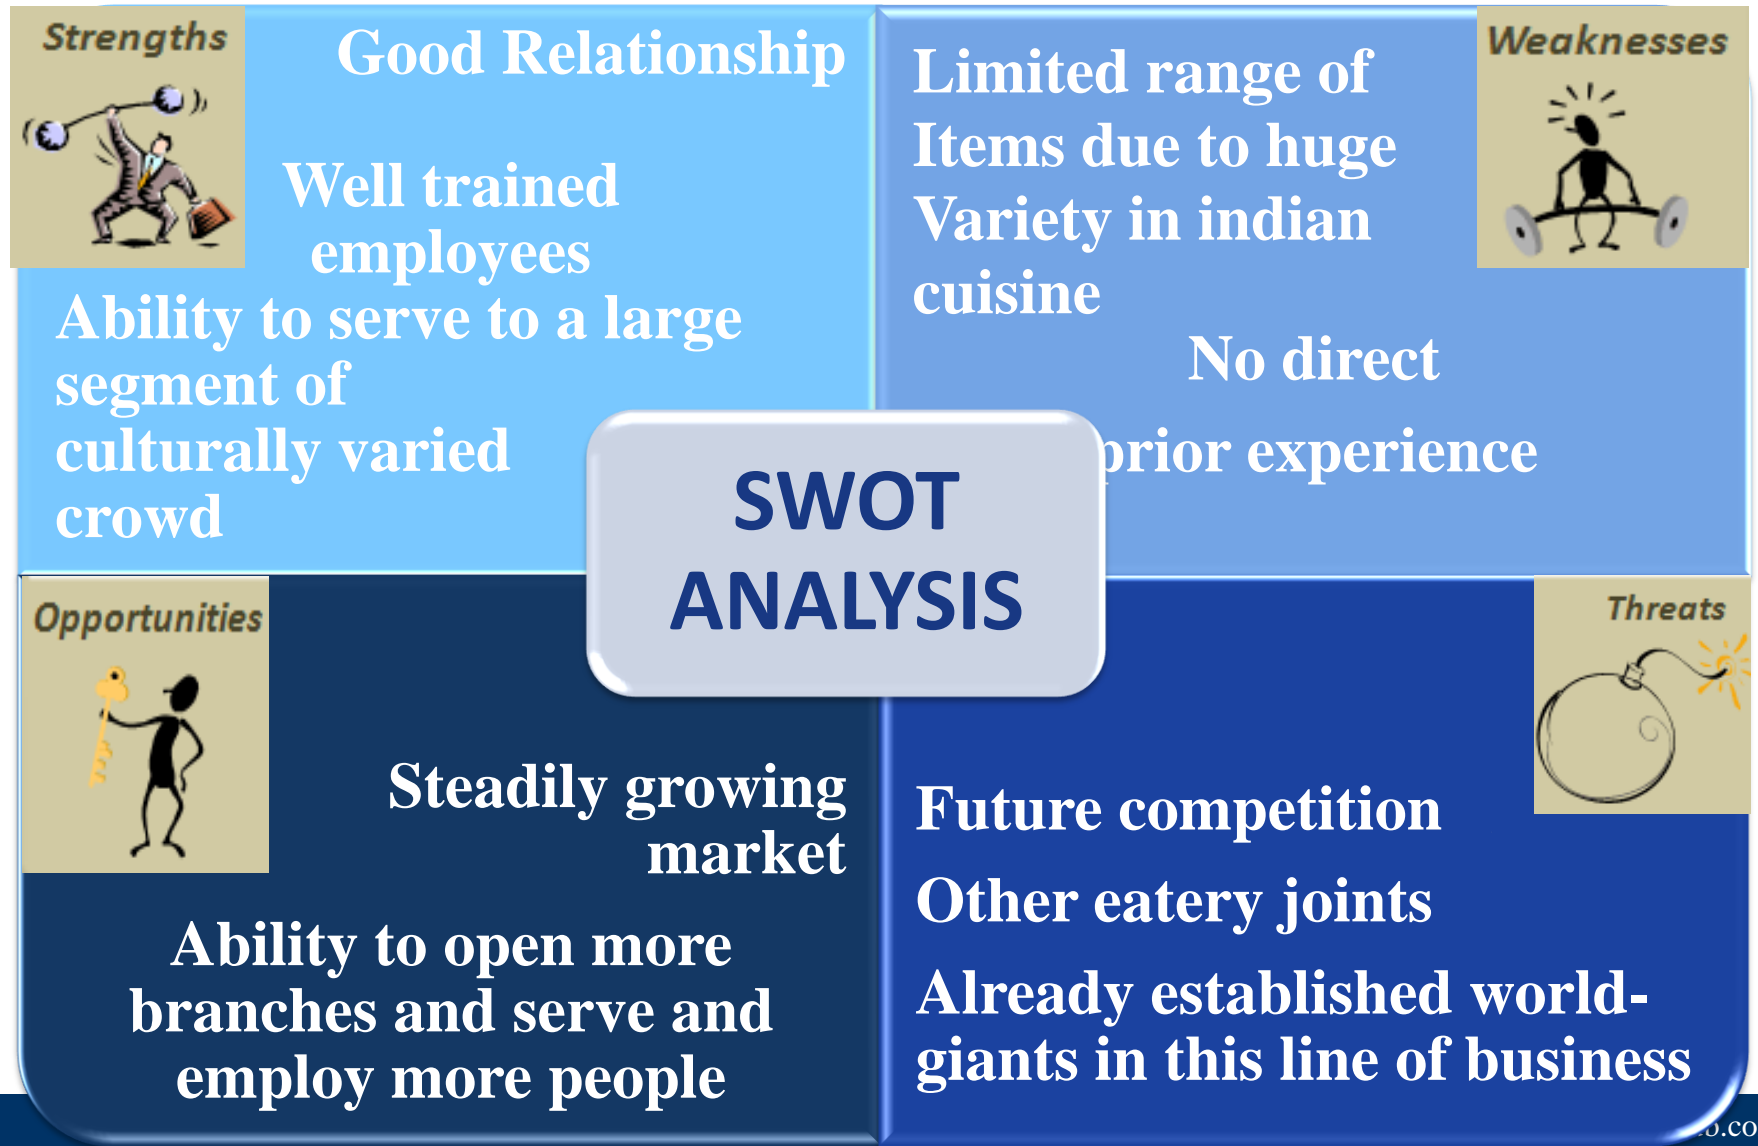 Strengths
Good Relationship
Well trained
employees
Ability to serve to a large
segment of
culturally varied
crowd
Weaknesses
Limited range of
Items due to huge
Variety in indian
cuisine
No direct
prior experience
SWOT
ANALYSIS
Opportunities
Steadily growing
market
Ability to open more
branches and serve and
employ more people
Threats
Future competition
Other eatery joints
Already established world-
giants in this line of business